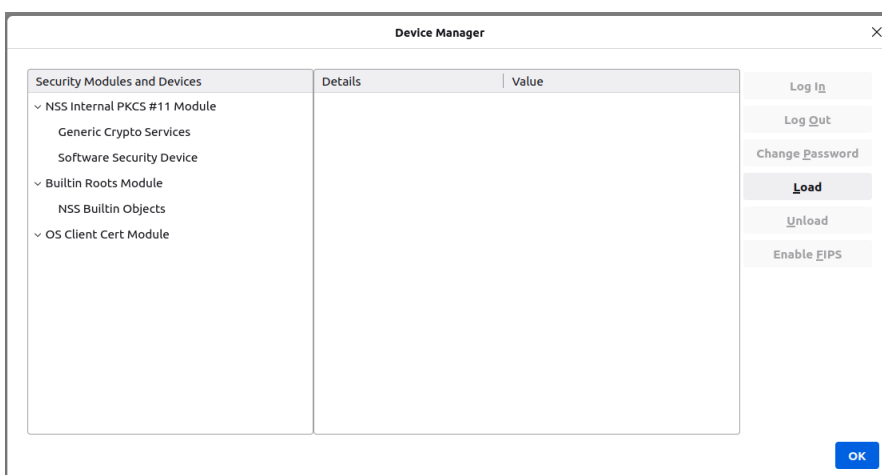 Device Manager
Security Modules and Devices
Details
Value
NSS Internal PKCS #11 Module
Generic Crypto Services
Software Security Device
Builtin Roots Module
NSS Builtin Objects
OS Client Cert Module
Log In
Log Out
Change Password
Load
Unload
Enable FIPS
OK